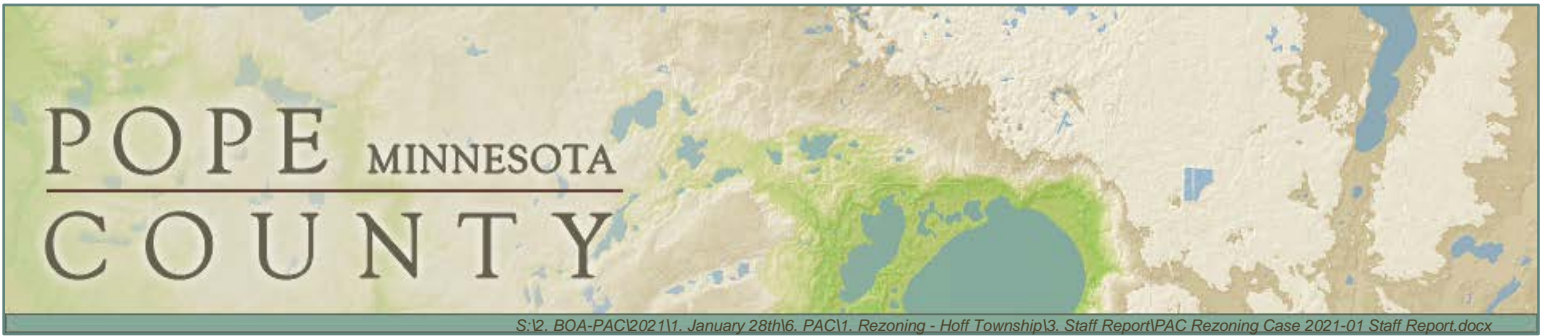 POPE MINNESOTA
COUNTY
S:\2. BOA-PAC\2021\1. January 28th\6. PAC\1. Rezoning - Hoff Township\3. Staff Report\PAC Rezoning Case 2021-01 Staff Report.docx